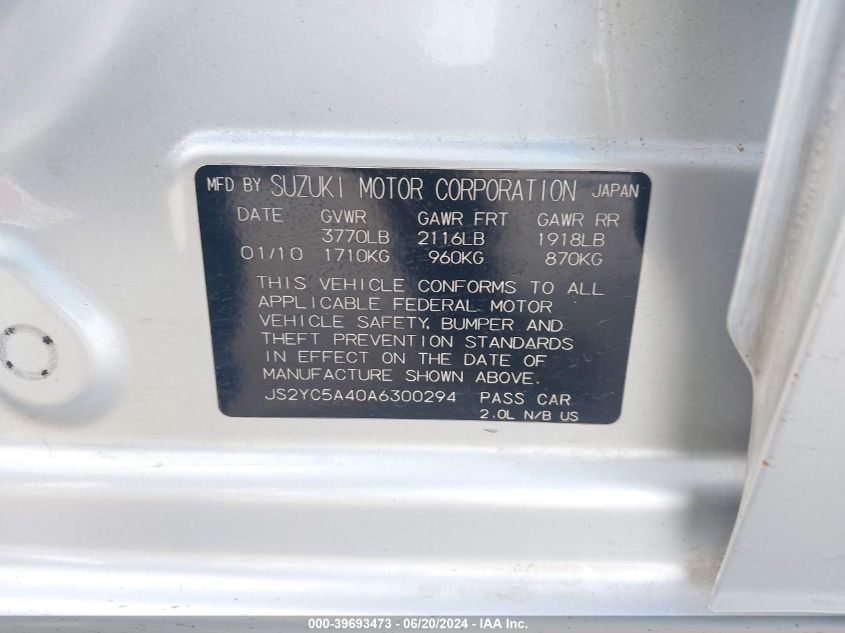 MFD BY SUZUKI MOTOR CORPORATION JAPAN
DATE GVWR GAWR FRT GAWR RR
3770LB 2116LB 1918LB
01/10 1710KG 960KG 870KG
THIS VEHICLE CONFORMS TO ALL
APPLICABLE FEDERAL MOTOR
VEHICLE SAFETY, BUMPER AND
THEFT PREVENTION STANDARDS
IN EFFECT ON THE DATE OF
MANUFACTURE SHOWN ABOVE.
JS2YC5A40A6300294 PASS CAR
2.0L N/B US
000-39693473 - 06/20/2024 - IAA Inc.